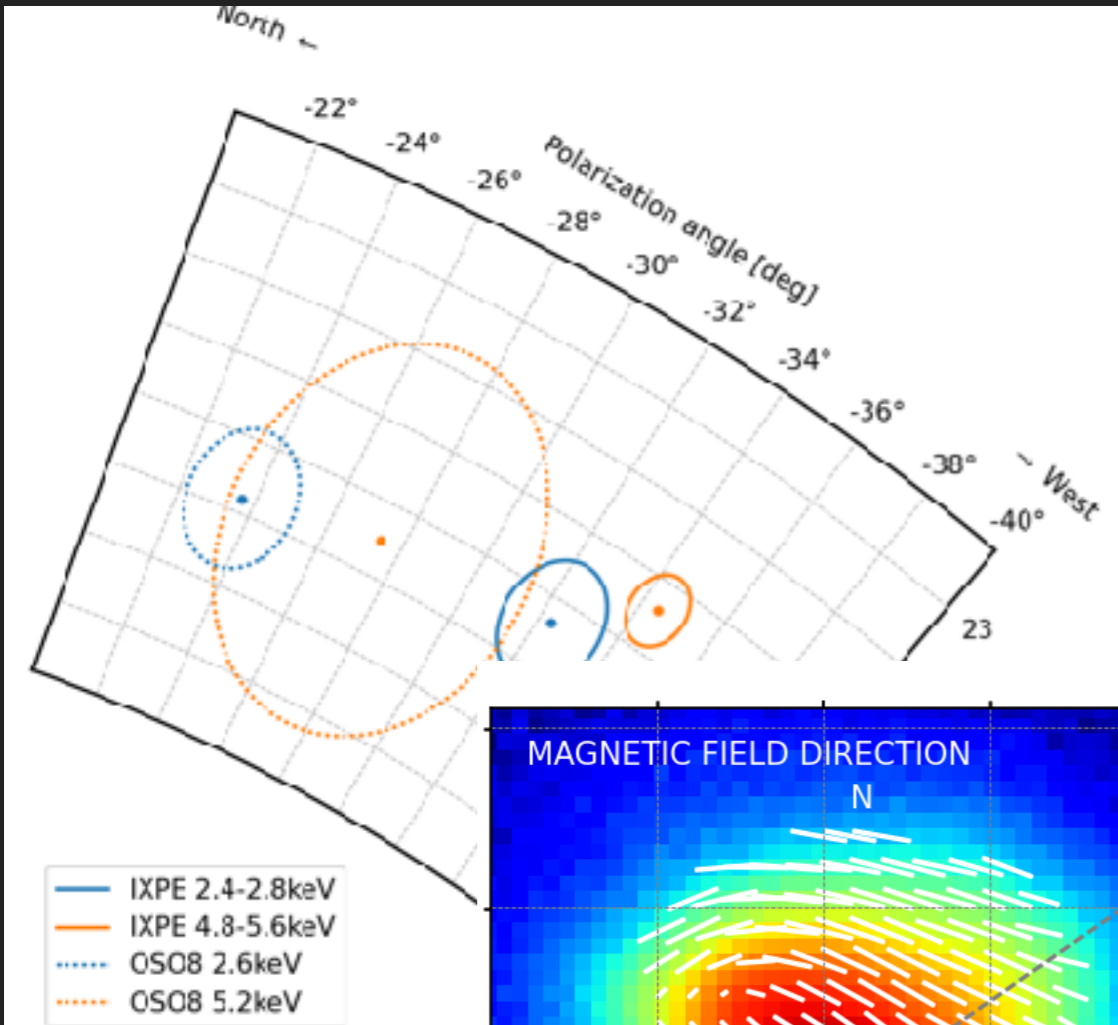 North ←
-22°
-24°
-26°
-28°
-30°
-32°
-34°
-36°
-38°
-40°
Polarization angle [deg]
West
23
IXPE 2.4-2.8keV
IXPE 4.8-5.6keV
OSO8 2.6keV
OSO8 5.2keV
MAGNETIC FIELD DIRECTION
N